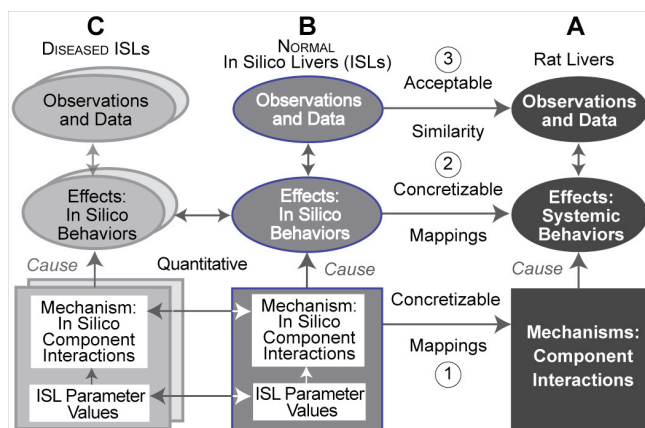 C
DISEASED ISLs
Observations
and Data
Effects:
In Silico
Behaviors
Cause
Mechanism:
In Silico
Component
Interactions
ISL Parameter
Values
Quantitative
B
NORMAL
In Silico Livers (ISLs)
Observations
and Data
Effects:
In Silico
Behaviors
Cause
Mechanism:
In Silico
Component
Interactions
ISL Parameter
Values
3
Acceptable
Similarity
2
Concretizable
Mappings
Concretizable
Mappings
1
A
Rat Livers
Observations
and Data
Effects:
Systemic
Behaviors
Cause
Mechanisms:
Component
Interactions